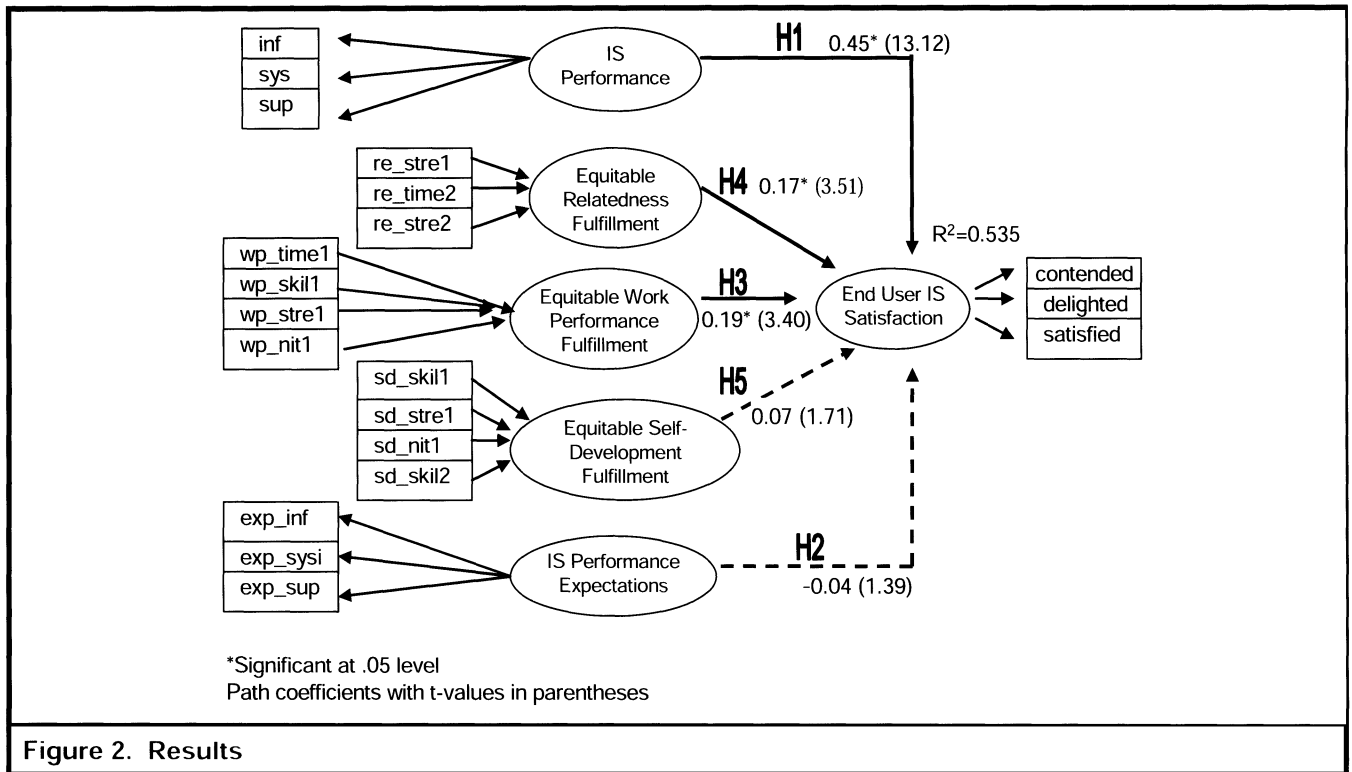 inf
sys
sup
IS
Performance
H1
0.45* (13.12)
re_stre1
re_time2
re_stre2
Equitable
Relatedness
Fulfillment
H4
0.17* (3.51)
R²=0.535
wp_time1
wp_skil1
wp_stre1
wp_nit1
Equitable Work
Performance
Fulfillment
H3
0.19* (3.40)
End User IS
Satisfaction
contended
delighted
satisfied
sd_skil1
sd_stre1
sd_nit1
sd_skil2
Equitable Self-
Development
Fulfillment
H5
0.07 (1.71)
exp_inf
exp_sysi
exp_sup
IS Performance
Expectations
H2
-0.04 (1.39)
*Significant at .05 level
Path coefficients with t-values in parentheses
Figure 2. Results